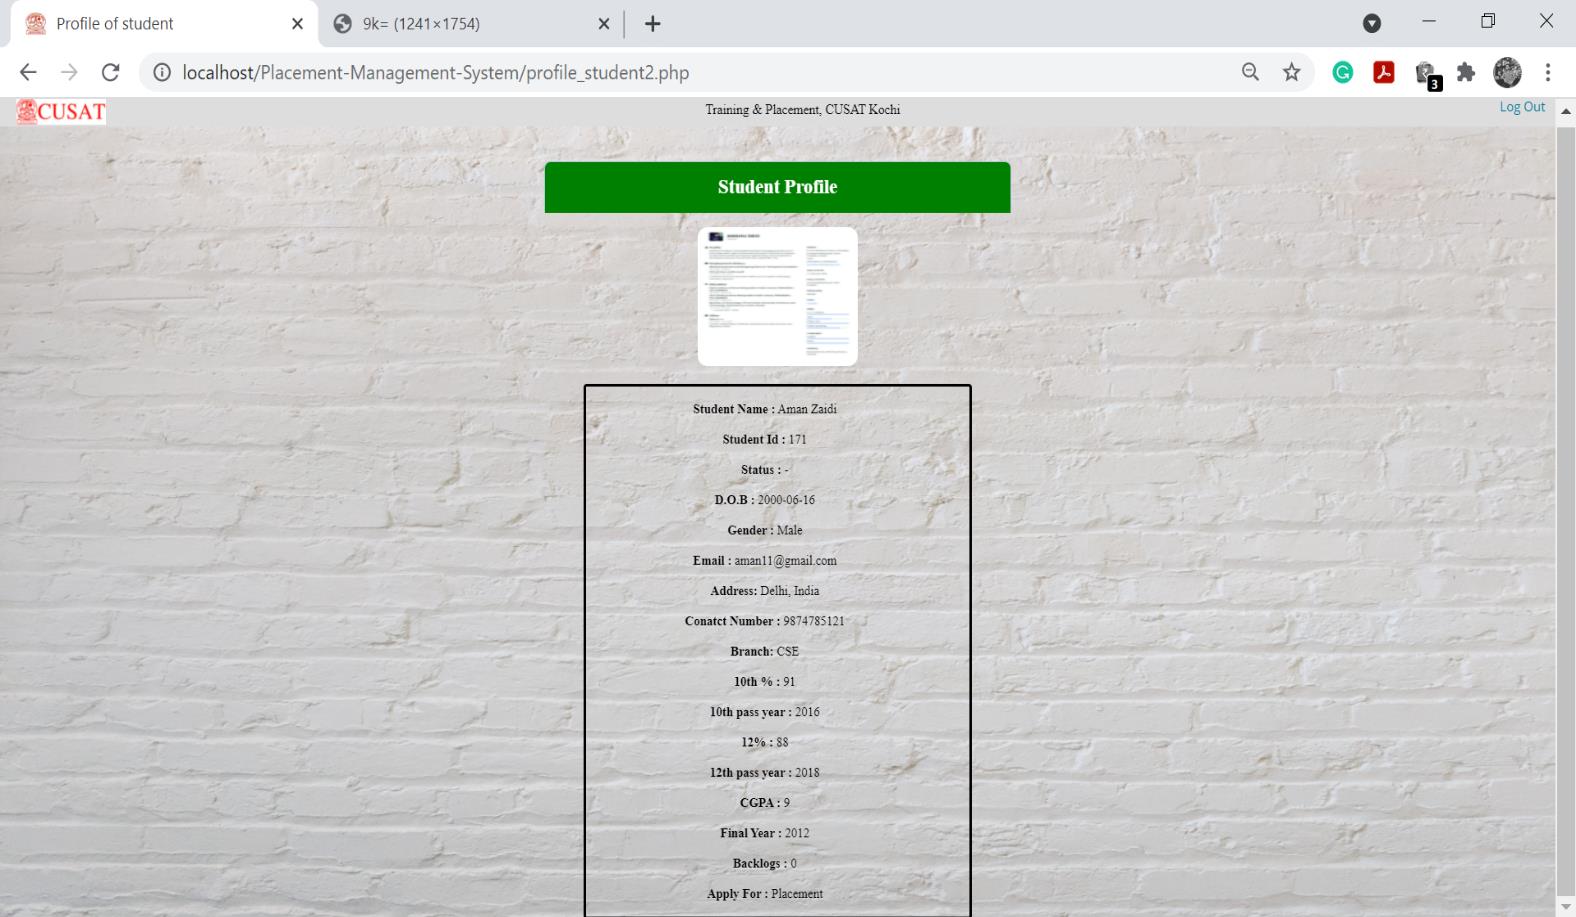 Profile of student
9k= (1241×1754)
localhost/Placement-Management-System/profile_student2.php
3
CUSAT
Training & Placement, CUSAT Kochi
Log Out
Student Profile
Student Name : Aman Zaidi
Student Id : 171
Status : -
D.O.B : 2000-06-16
Gender : Male
Email : aman11@gmail.com
Address: Delhi, India
Conatct Number : 9874785121
Branch: CSE
10th % : 91
10th pass year : 2016
12% : 88
12th pass year : 2018
CGPA : 9
Final Year : 2012
Backlogs : 0
Apply For : Placement